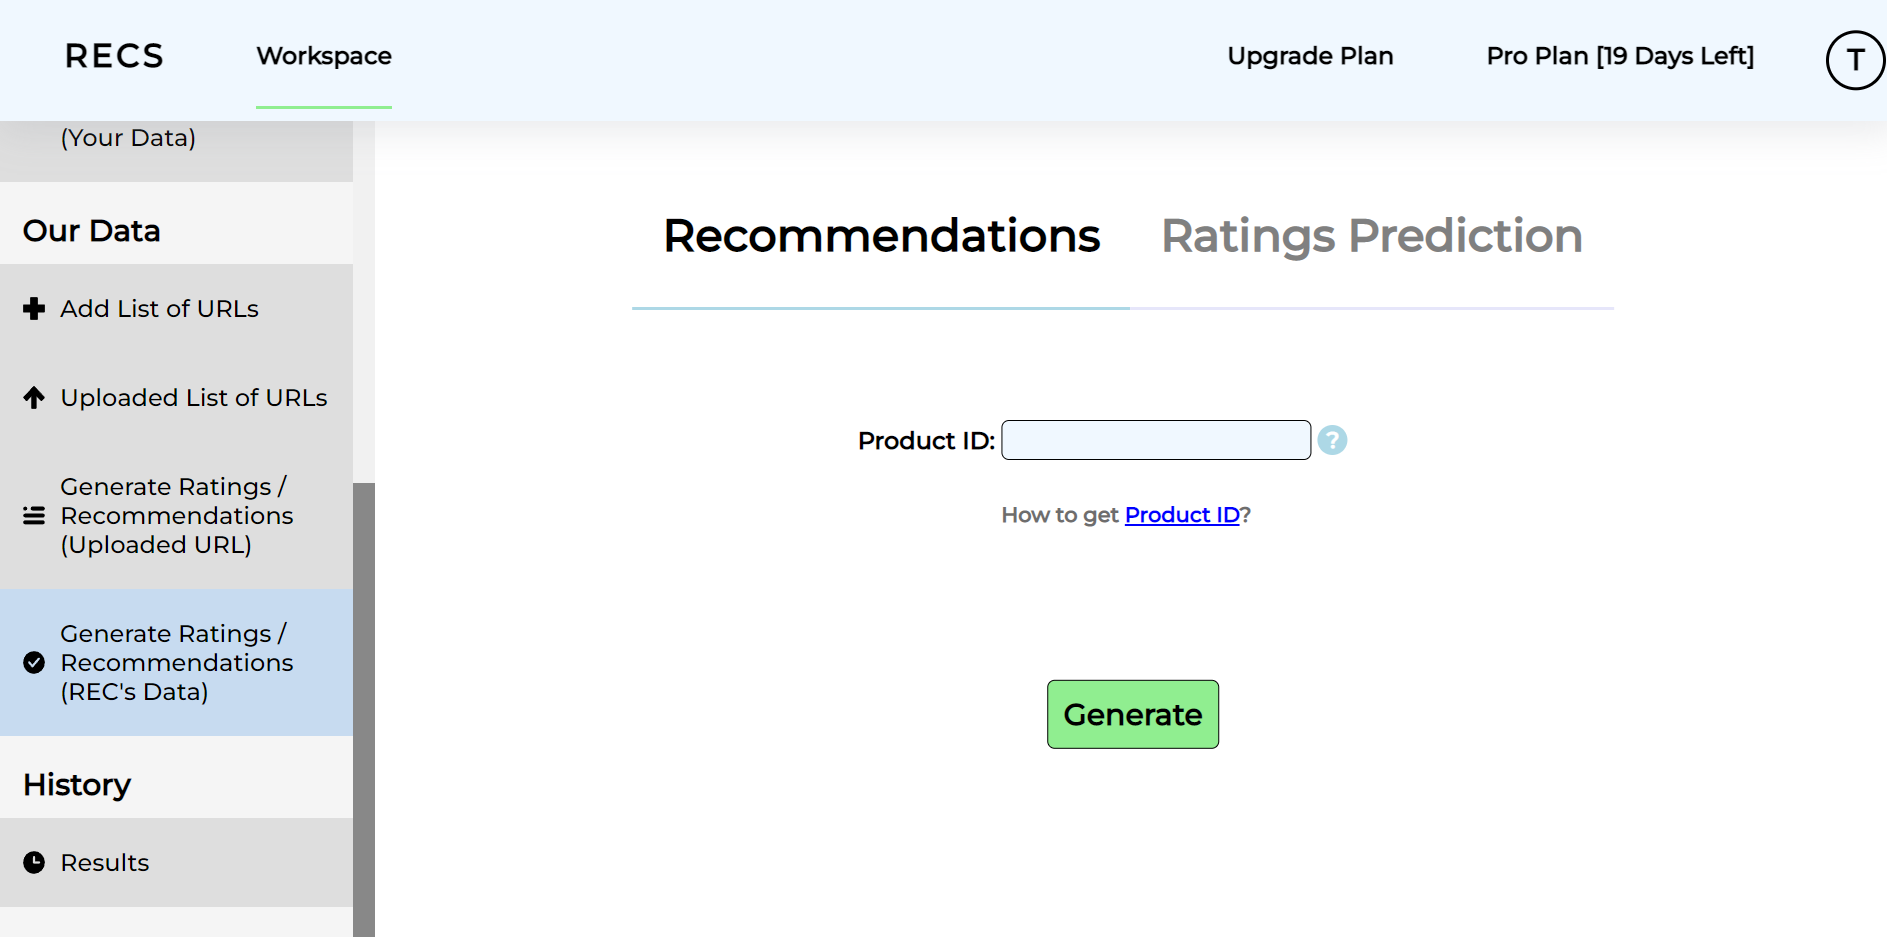 RECS
Workspace
Upgrade Plan
Pro Plan [19 Days Left]
T
(Your Data)
Our Data
Add List of URLs
Uploaded List of URLs
Generate Ratings /
Recommendations
(Uploaded URL)
Generate Ratings /
Recommendations
(REC's Data)
History
Results
Recommendations
Ratings Prediction
Product ID:
?
How to get Product ID?
Generate